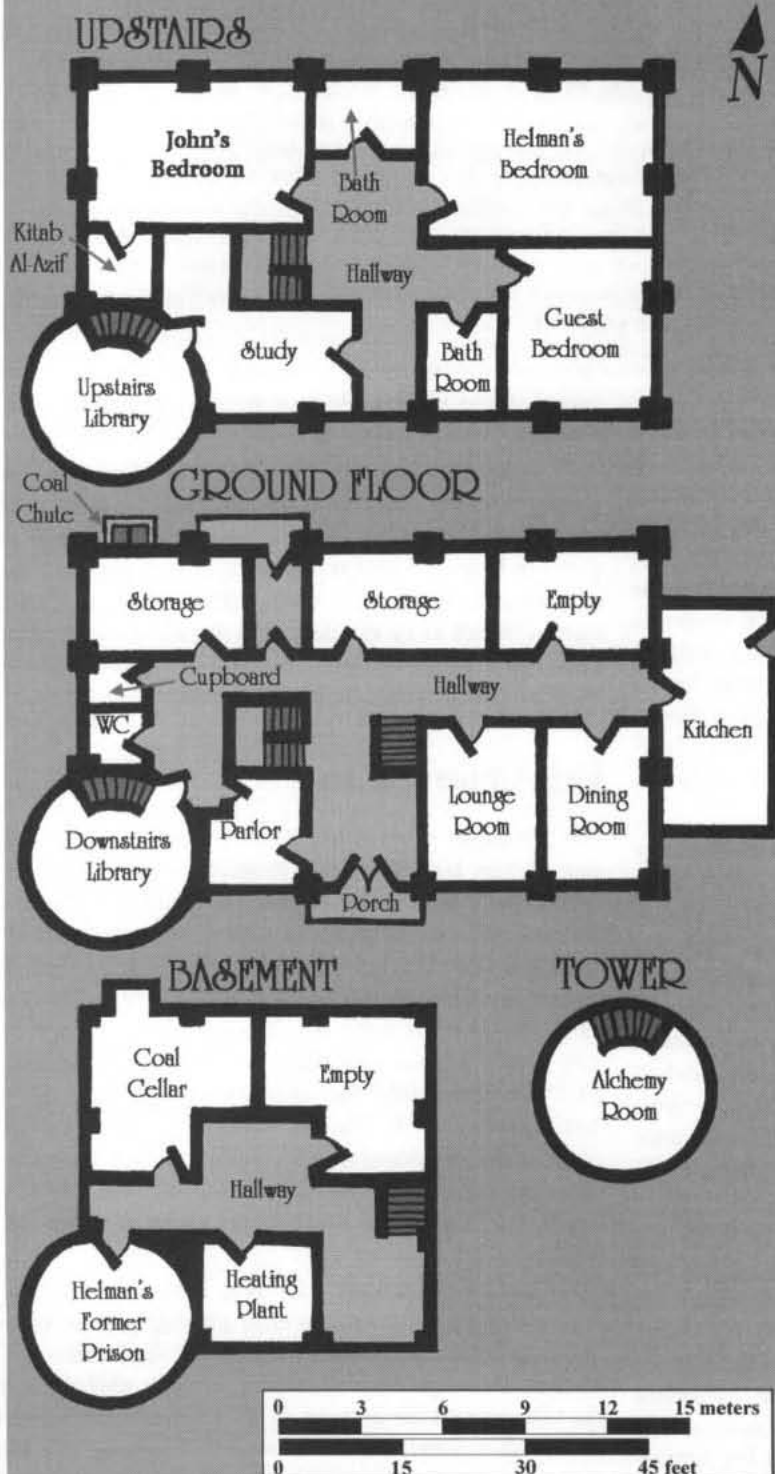 UPSTAIRS
N
John's
Bedroom
Bath
Room
Helman's
Bedroom
Kitab
Al-Azif
Hallway
Study
Bath
Room
Guest
Bedroom
Upstairs
Library
GROUND FLOOR
Coal
Chute
Storage
Storage
Empty
Cupboard
Hallway
WC
Kitchen
Downstairs
Library
Parlor
Lounge
Room
Dining
Room
Porch
BASEMENT
TOWER
Coal
Cellar
Empty
Alchemy
Room
Hallway
Helman's
Former
Prison
Heating
Plant
0 3 6 9 12 15 meters
0 15 30 45 feet